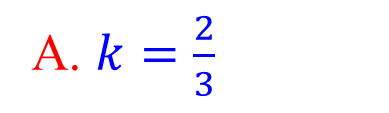 A. k = 2/3